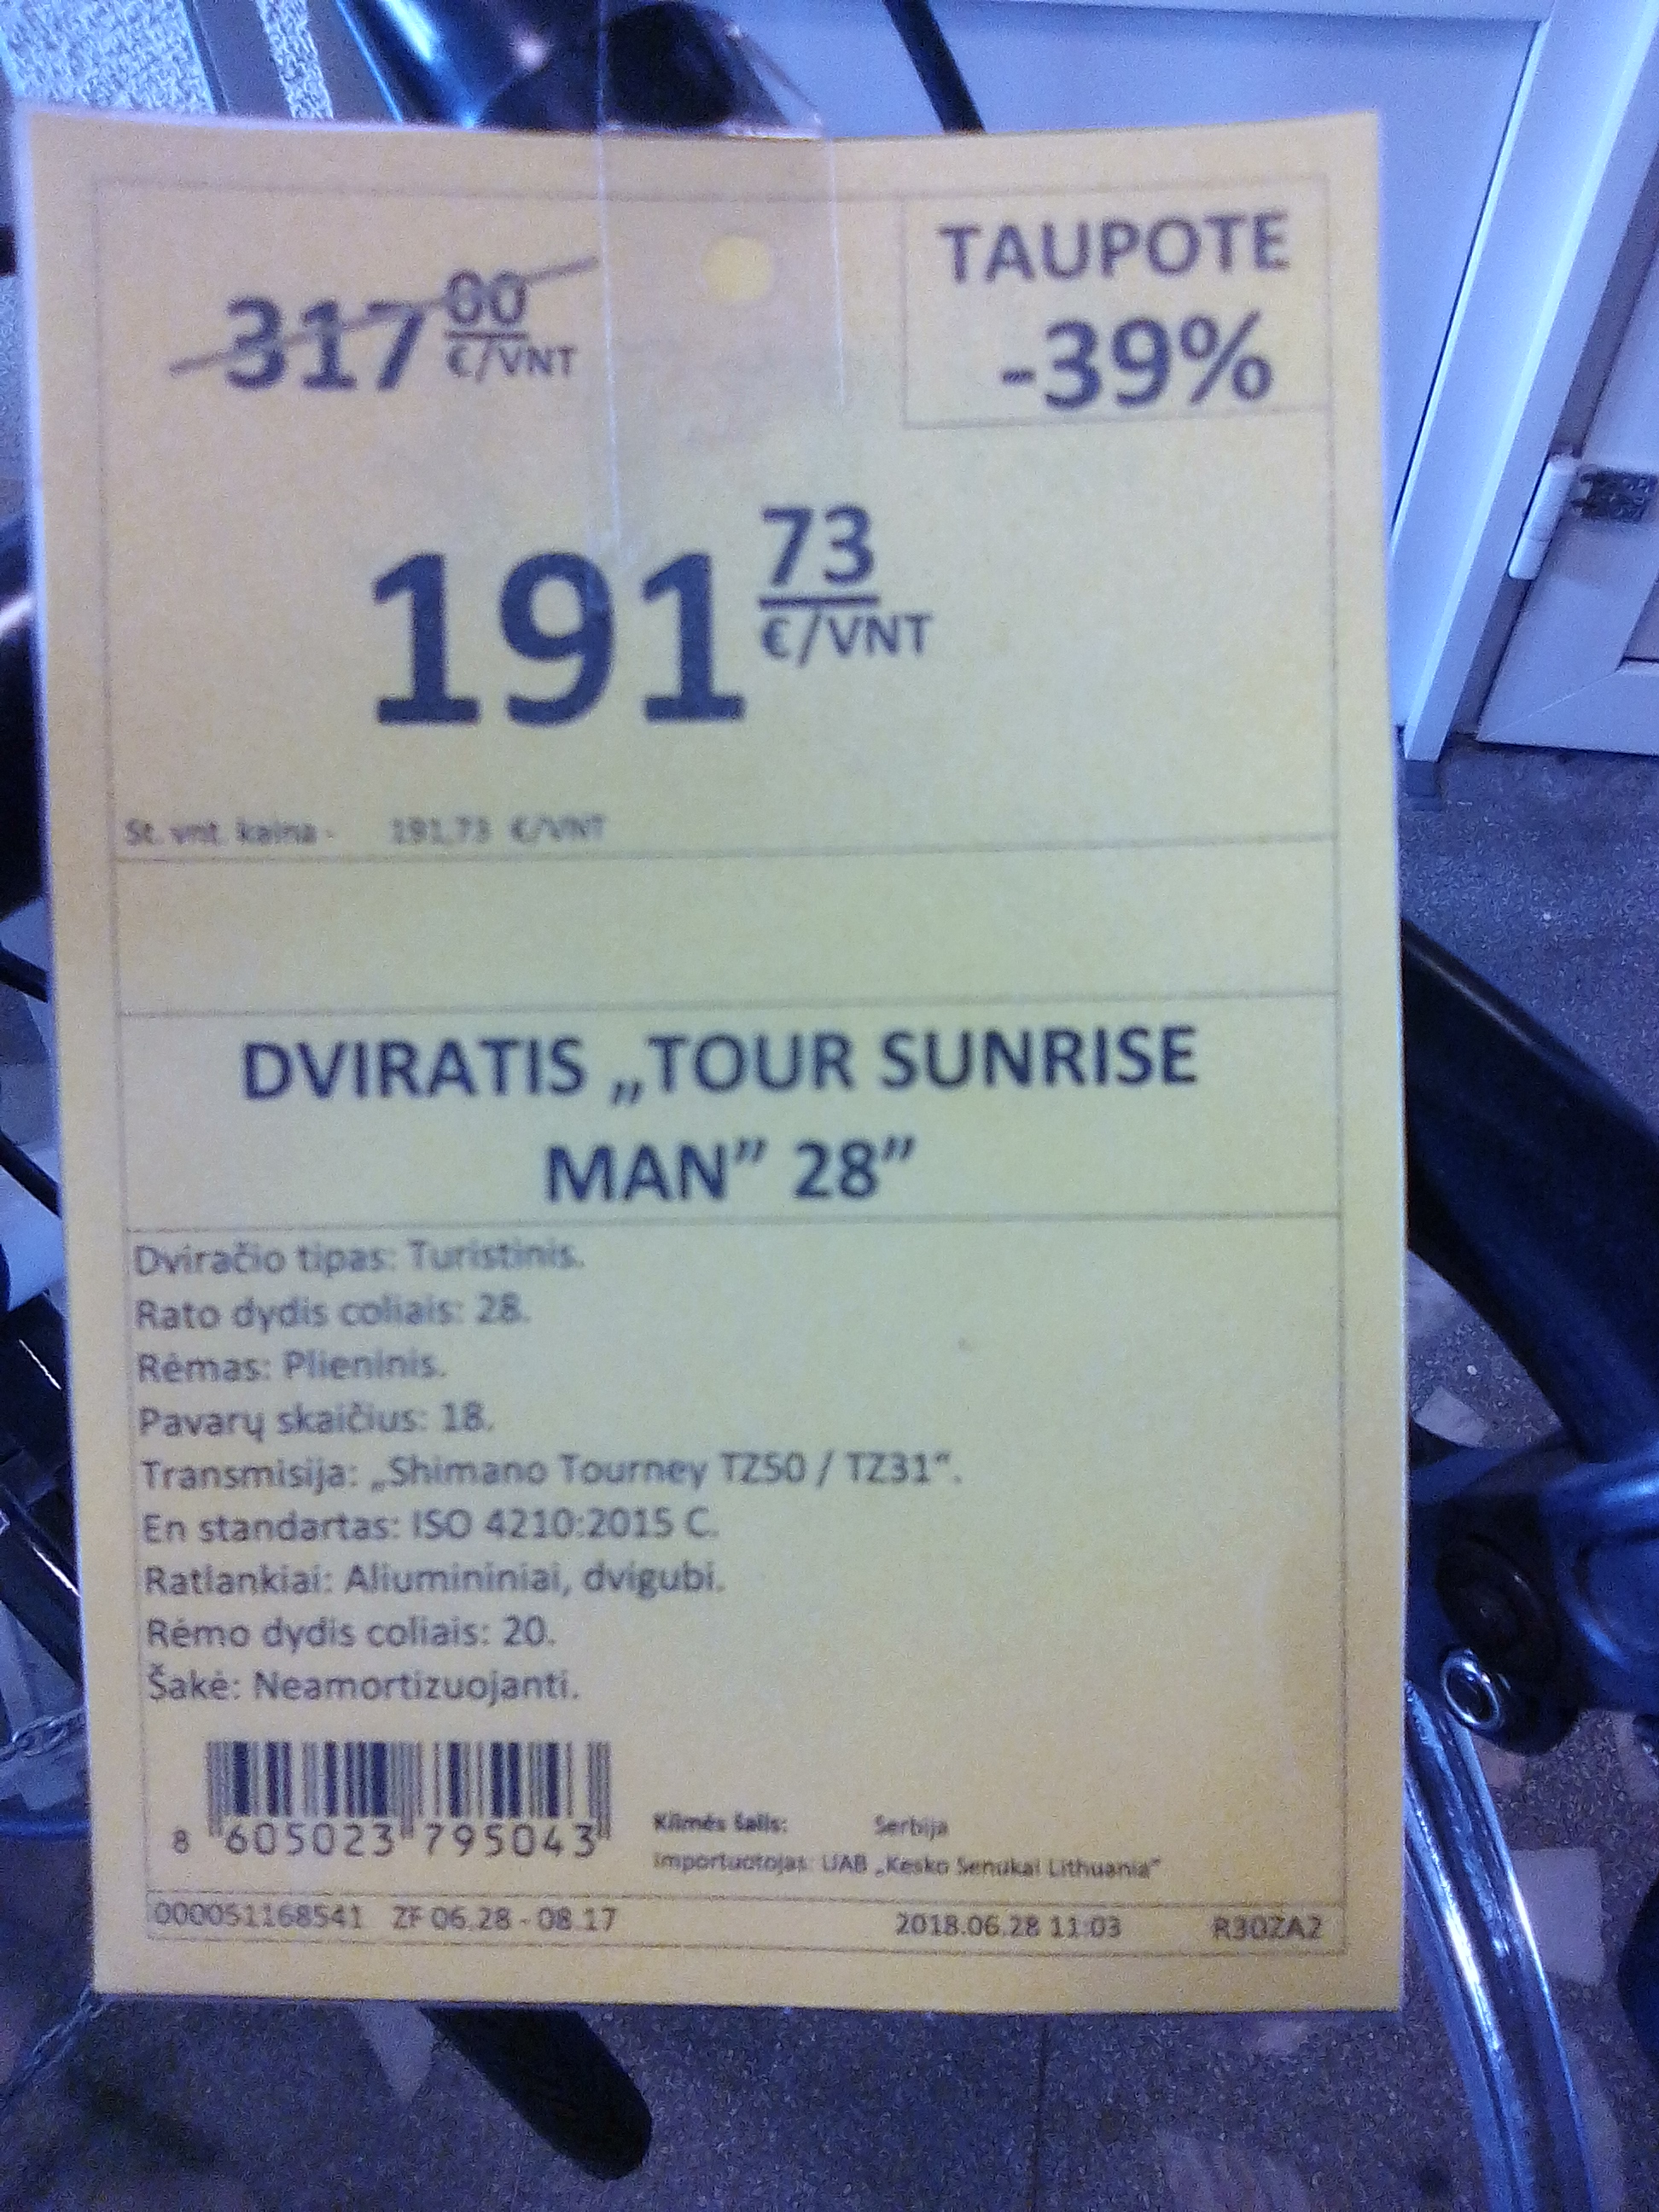 317 00 €/VNT
TAUPOTE
-39%
191 73 €/VNT
St. vnt. kaina - 191,73 €/VNT
DVIRATIS „TOUR SUNRISE
MAN” 28”
Dviračio tipas: Turistinis.
Rato dydis coliais: 28.
Rėmas: Plieninis.
Pavarų skaičius: 18.
Transmisija: „Shimano Tourney TZ50 / TZ31“.
En standartas: ISO 4210:2015 C.
Ratlankiai: Aliumininiai, dvigubi.
Rėmo dydis coliais: 20.
Šakė: Neamortizuojanti.
8 605023 795043
Kilmės šalis: Serbija
Importuotojas: UAB „Kesko Senukai Lithuania“
000051168541 ZF 06.28 - 08.17 2018.06.28 11:03 R30ZA2